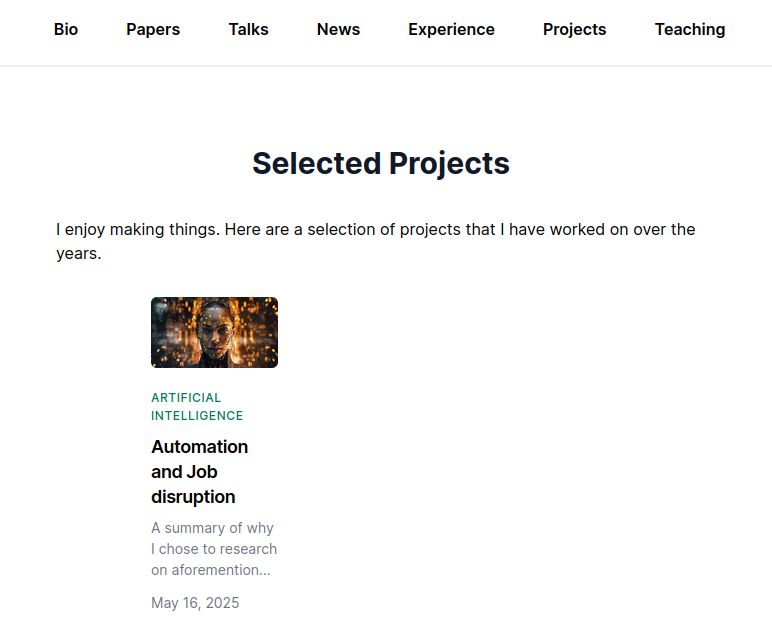 Bio Papers Talks News Experience Projects Teaching
Selected Projects
I enjoy making things. Here are a selection of projects that I have worked on over the
years.
ARTIFICIAL
INTELLIGENCE
Automation
and Job
disruption
A summary of why
I chose to research
on aforemention...
May 16, 2025